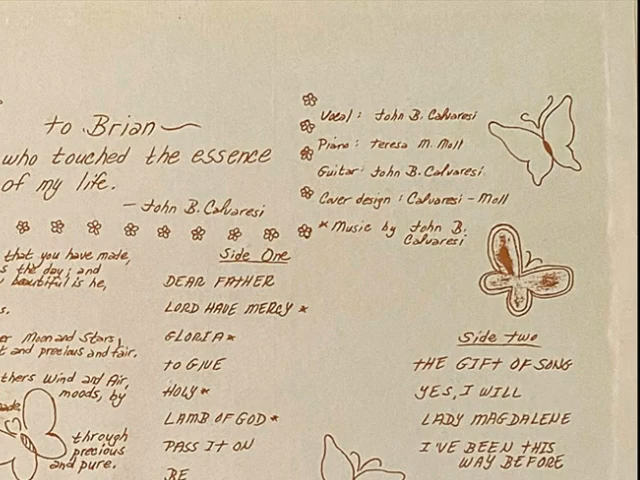 to Brian
who touched the essence
of my life.
— John B. Calvaresi
Vocal: John B. Calvaresi
Piano: teresa M. Moll
Guitar: John B. Calvaresi
Cover design: Calvaresi - Moll
* Music by John B.
Calvaresi
that you have made,
s the day; and
beautiful is he,
s.
er Moon and Stars,
t and precious and fair.
thers Wind and Air,
moods, by
made
through
precious
and pure.
Side One
DEAR FATHER
LORD HAVE MERCY *
GLORIA *
to GIVE
HOLY *
LAMB OF GOD *
PASS It ON
BE
Side two
tHE GIFT OF SONG
YES, I WILL
LADY MAGDALENE
I'VE BEEN tHIS
WAY BEFORE